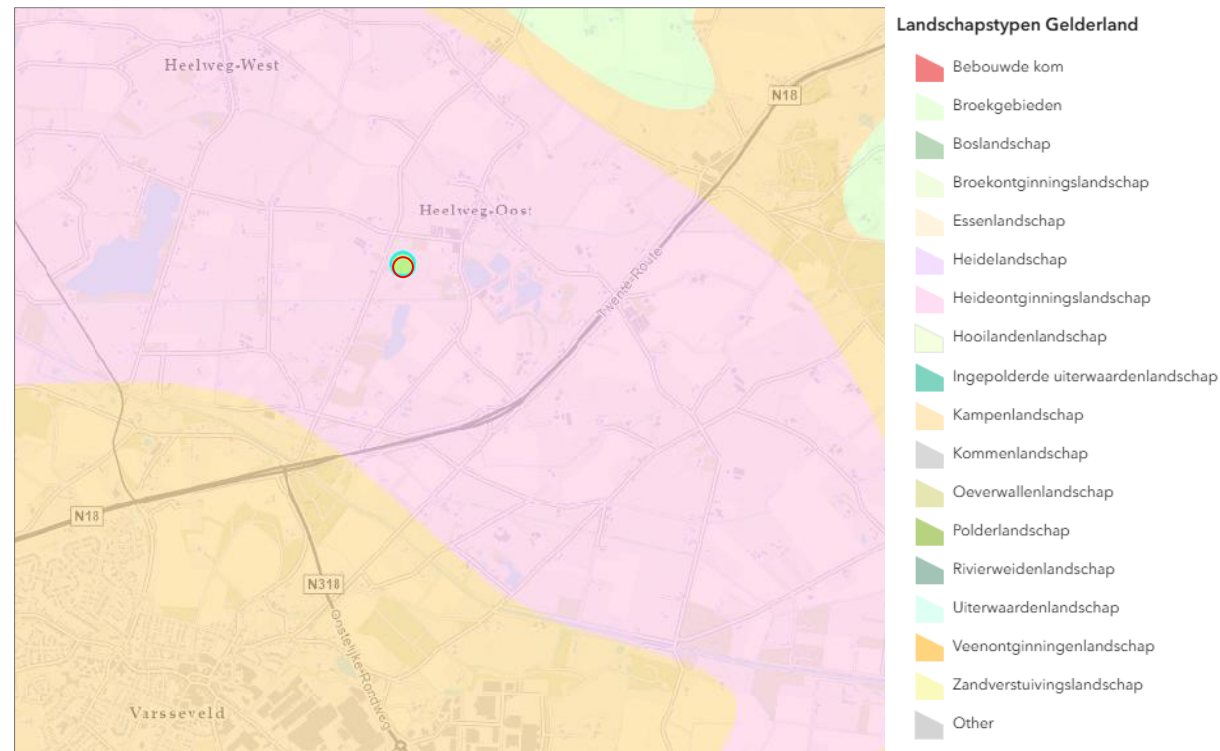 Landschapstypen Gelderland
Heelweg-West
N18
Heelweg-Oost
Twente-Route
N18
N318
Oostelijke-Rondweg
Varsseveld
Bebouwde kom
Broekgebieden
Boslandschap
Broekontginningslandschap
Essenlandschap
Heidelandschap
Heideontginningslandschap
Hooilandenlandschap
Ingepolderde uiterwaardenlandschap
Kampenlandschap
Kommenlandschap
Oeverwallenlandschap
Polderlandschap
Rivierweidenlandschap
Uiterwaardenlandschap
Veenontginningenlandschap
Zandverstuivingslandschap
Other